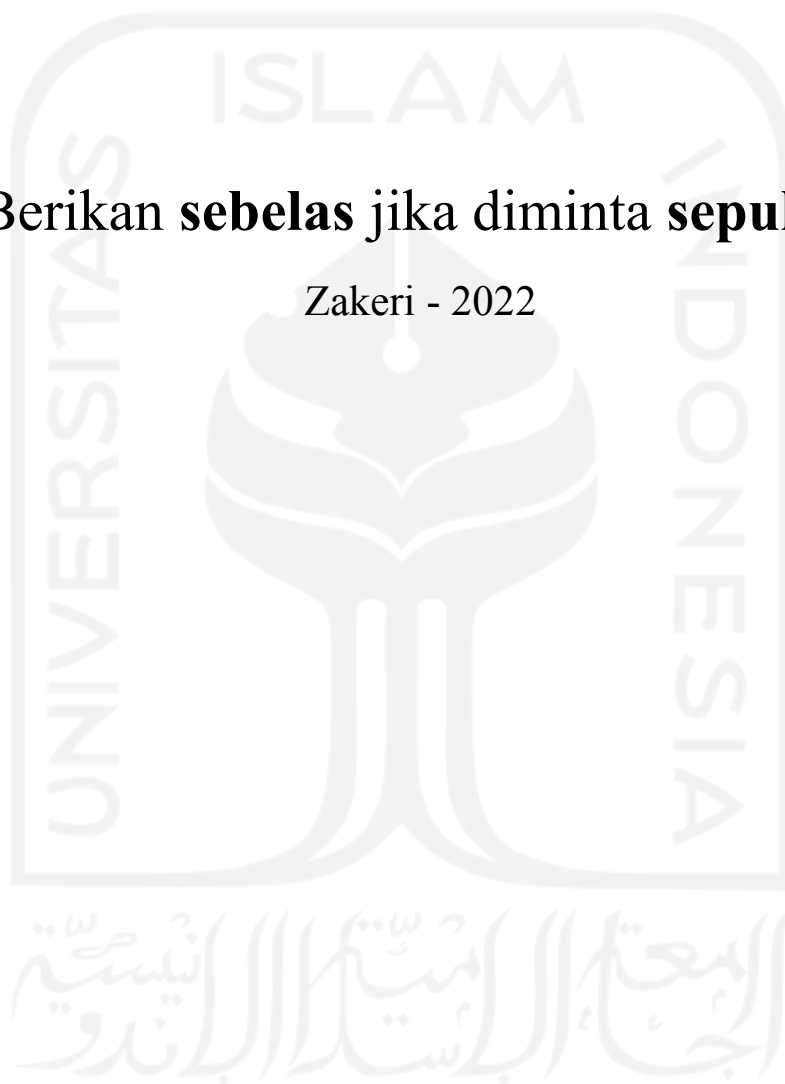 ISLAM
UNIVERSITAS
INDONESIA
Berikan sebelas jika diminta sepul
Zakeri - 2022